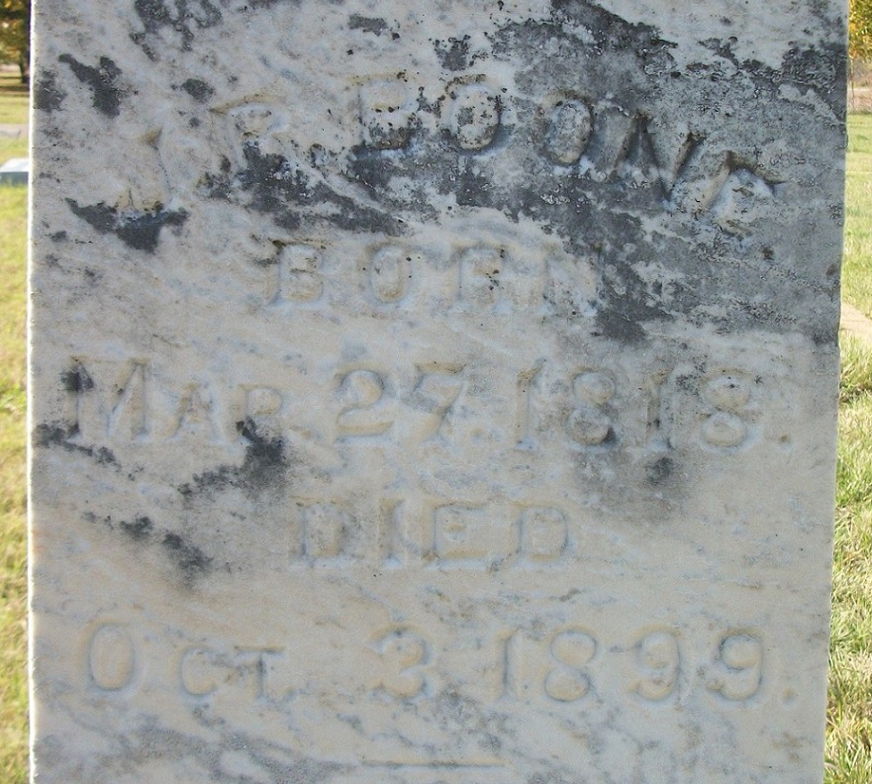 J. R. BOONE
BORN
MAR. 27. 1818.
DIED
OCT. 3. 1899.